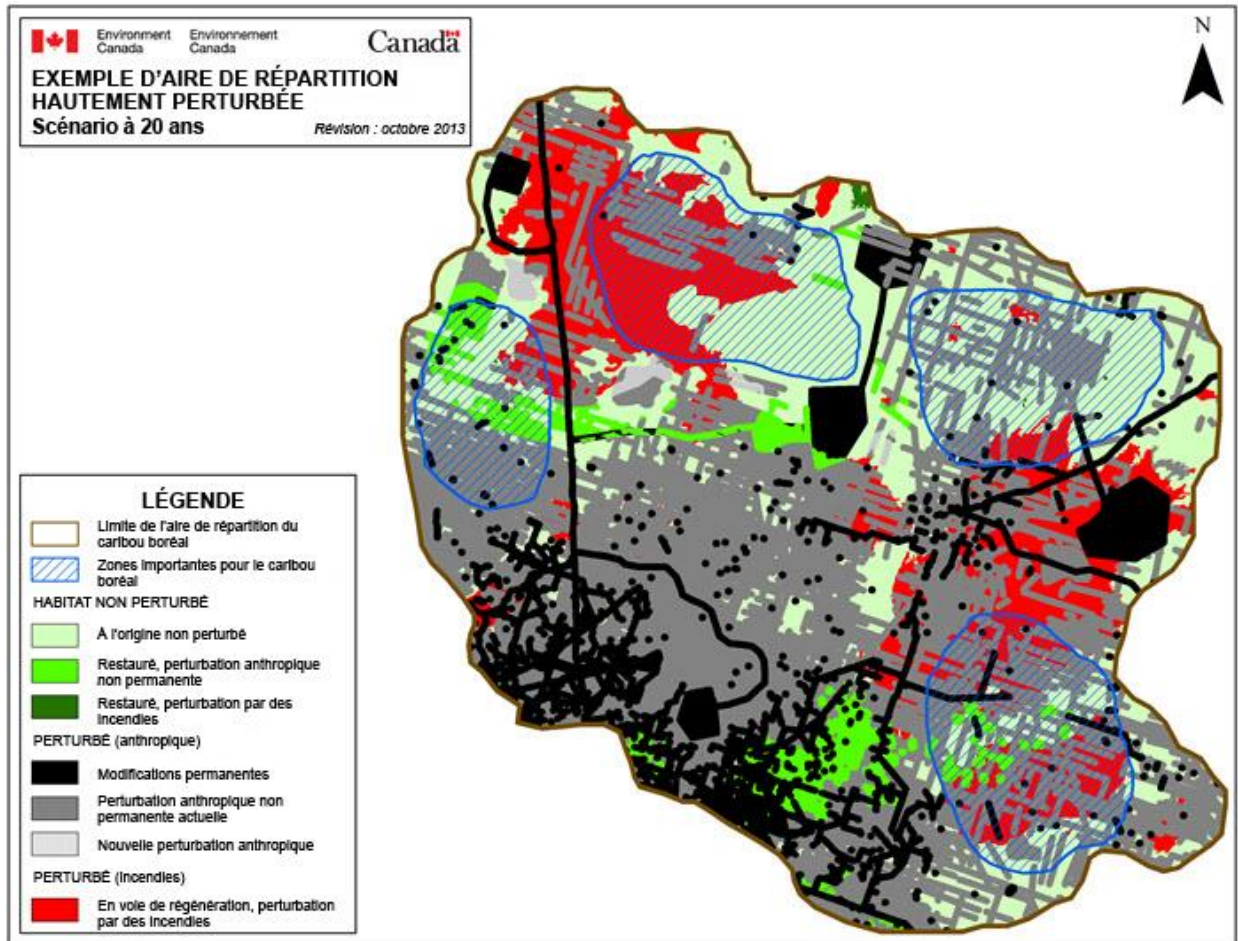 Environment
Canada
Environnement
Canada
Canada
EXEMPLE D'AIRE DE RÉPARTITION
HAUTEMENT PERTURBÉE
Scénario à 20 ans
Révision : octobre 2013
N
LÉGENDE
Limite de l'aire de répartition du
caribou boréal
Zones importantes pour le caribou
boréal
HABITAT NON PERTURBÉ
À l'origine non perturbé
Restauré, perturbation anthropique
non permanente
Restauré, perturbation par des
incendies
PERTURBÉ (anthropique)
Modifications permanentes
Perturbation anthropique non
permanente actuelle
Nouvelle perturbation anthropique
PERTURBÉ (incendies)
En voie de régénération, perturbation
par des incendies